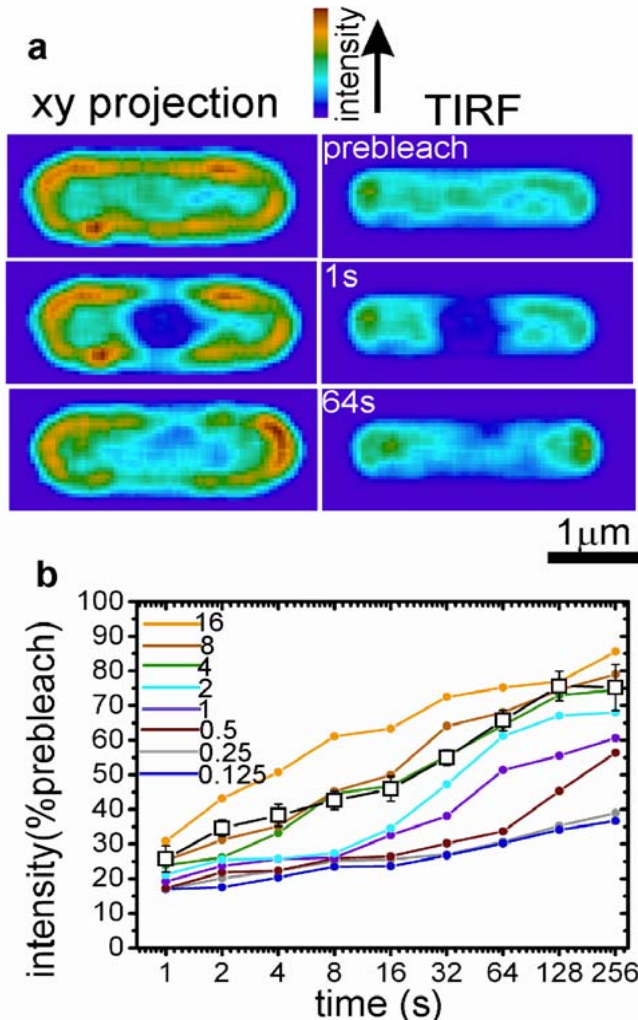 a
intensity
xy projection
TIRF
prebleach
1s
64s
1μm
b
intensity(%prebleach)
100
90
80
70
60
50
40
30
20
10
0
16
8
4
2
1
0.5
0.25
0.125
1 2 4 8 16 32 64 128 256
time (s)